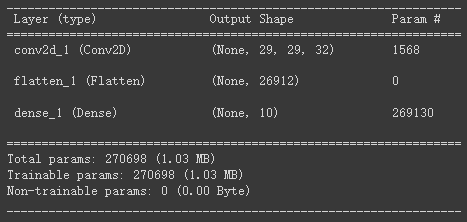 Layer (type) Output Shape Param #
conv2d_1 (Conv2D) (None, 29, 29, 32) 1568
flatten_1 (Flatten) (None, 26912) 0
dense_1 (Dense) (None, 10) 269130
Total params: 270698 (1.03 MB)
Trainable params: 270698 (1.03 MB)
Non-trainable params: 0 (0.00 Byte)